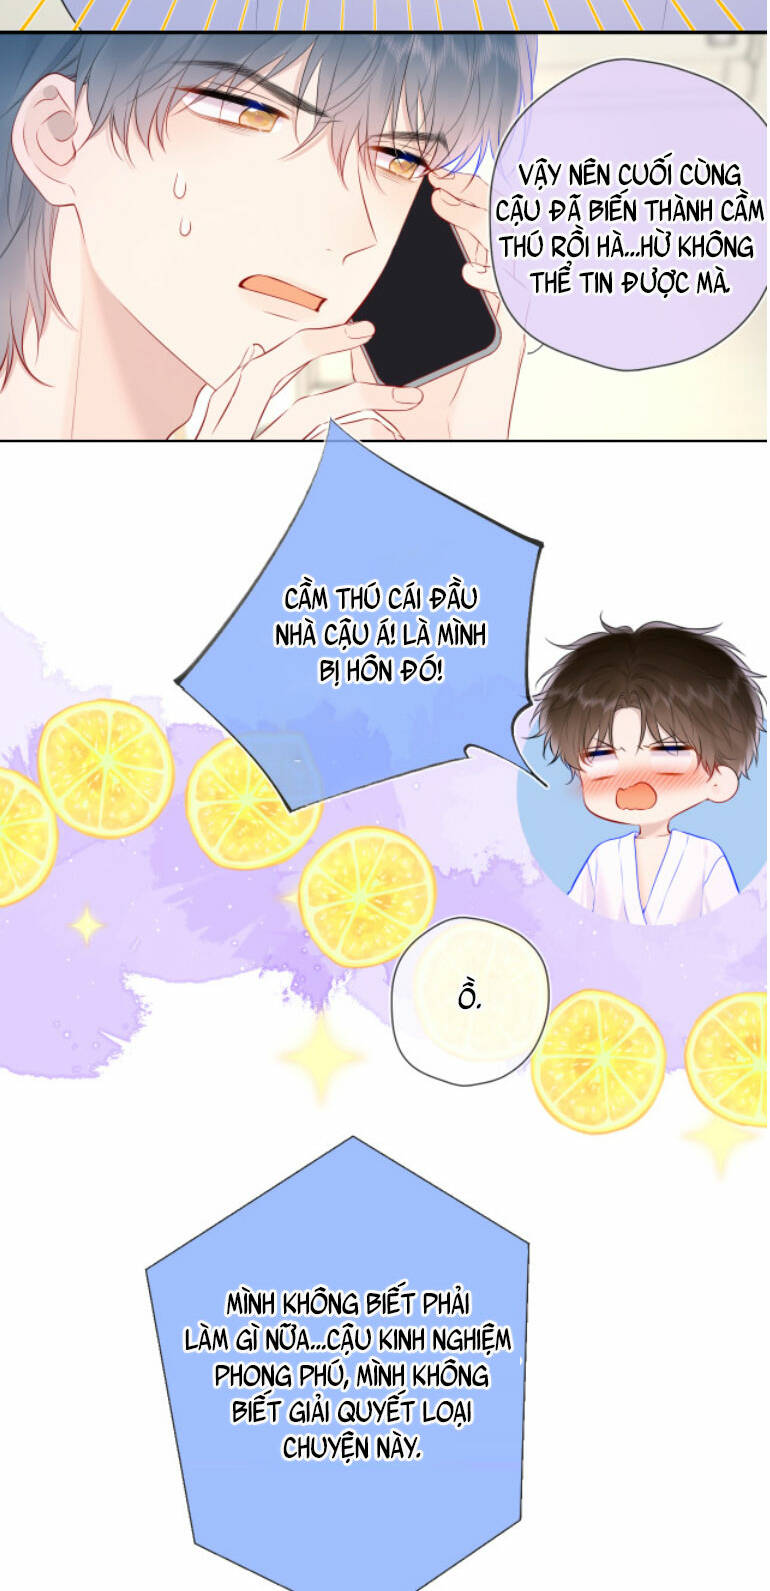 VẬY NÊN CUỐI CÙNG
CẬU ĐÃ BIẾN THÀNH CẦM
THÚ RỒI HÀ...HỪ KHÔNG
THỂ TIN ĐƯỢC MÀ.
CẦM THÚ CÁI ĐẦU
NHÀ CẬU Á! LÀ MÌNH
BỊ HÔN ĐÓ!
Ồ.
MÌNH KHÔNG BIẾT PHẢI
LÀM GÌ NỮA...CẬU KINH NGHIỆM
PHONG PHÚ, MÌNH KHÔNG
BIẾT GIẢI QUYẾT LOẠI
CHUYỆN NÀY.